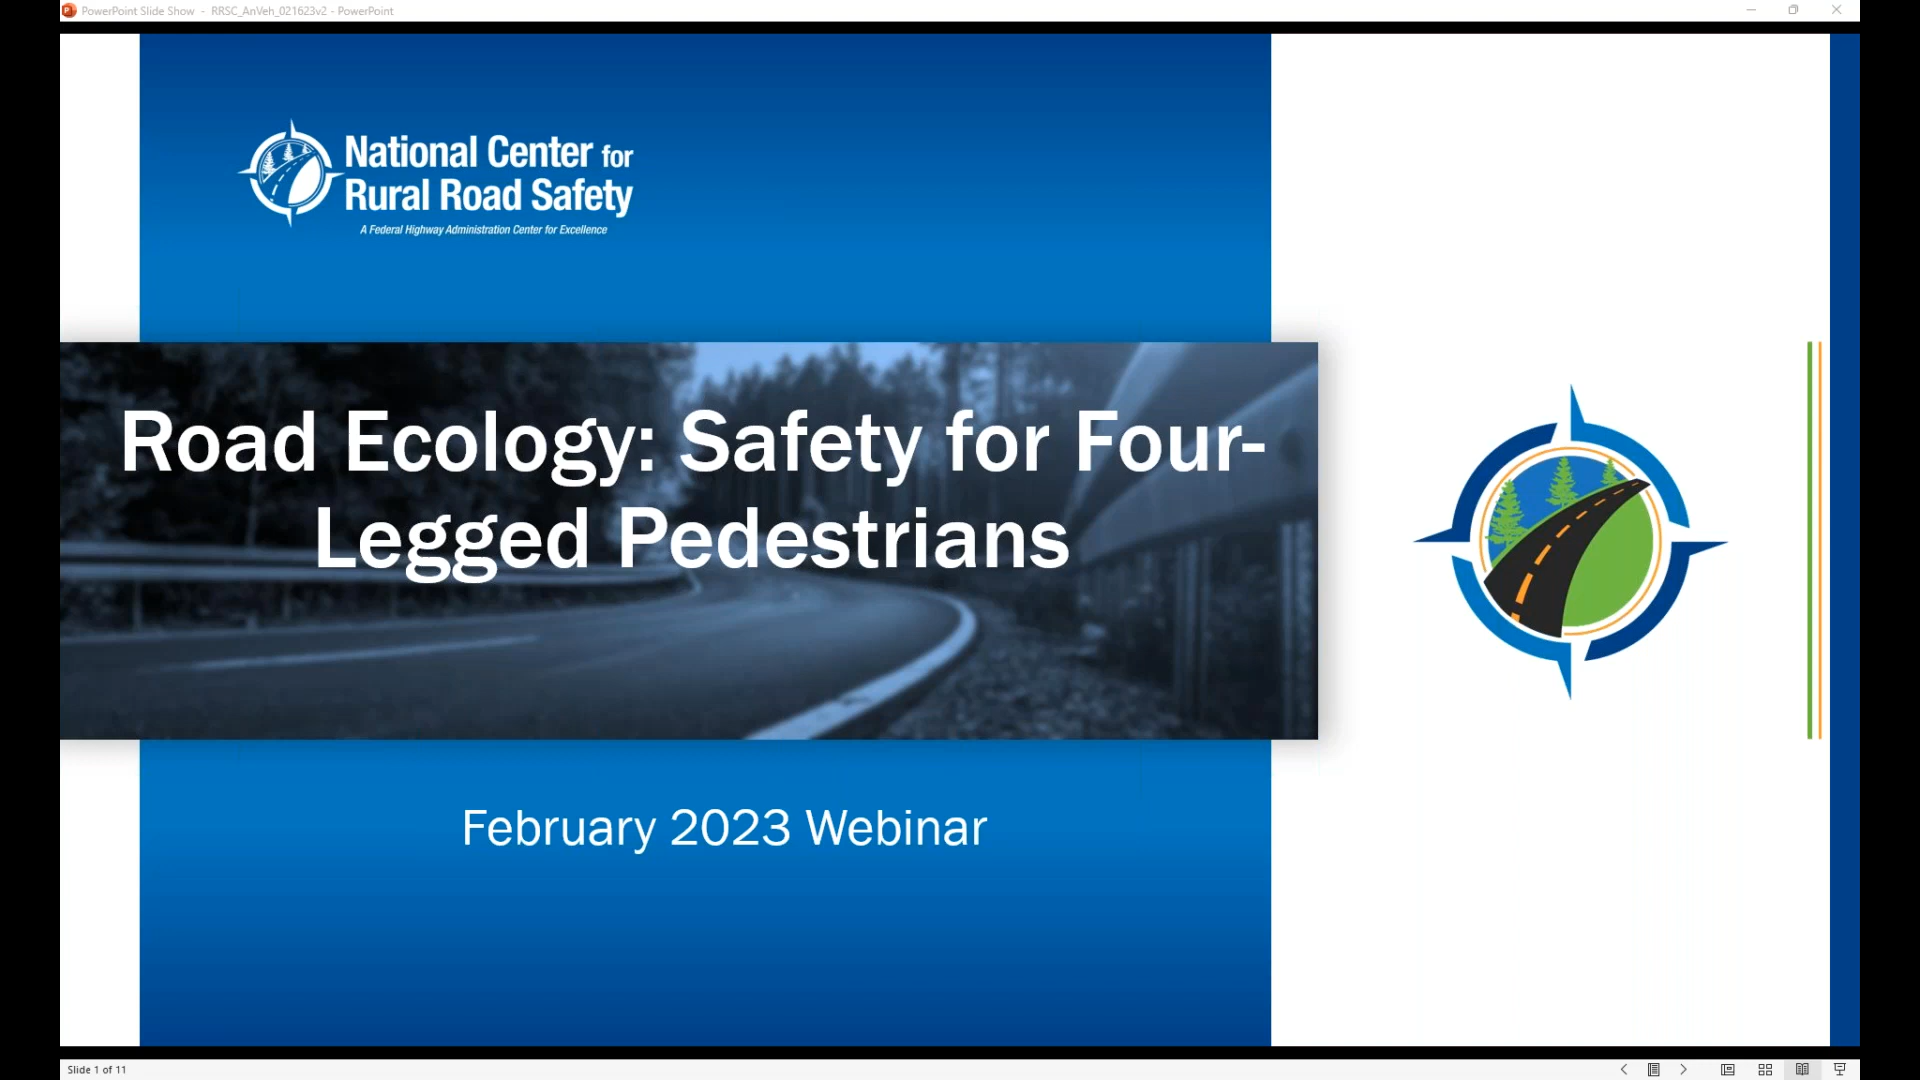 PowerPoint Slide Show - RRSC_AnVeh_021623v2 - PowerPoint
National Center for
Rural Road Safety
A Federal Highway Administration Center for Excellence
Road Ecology: Safety for Four-
Legged Pedestrians
February 2023 Webinar
Slide 1 of 11